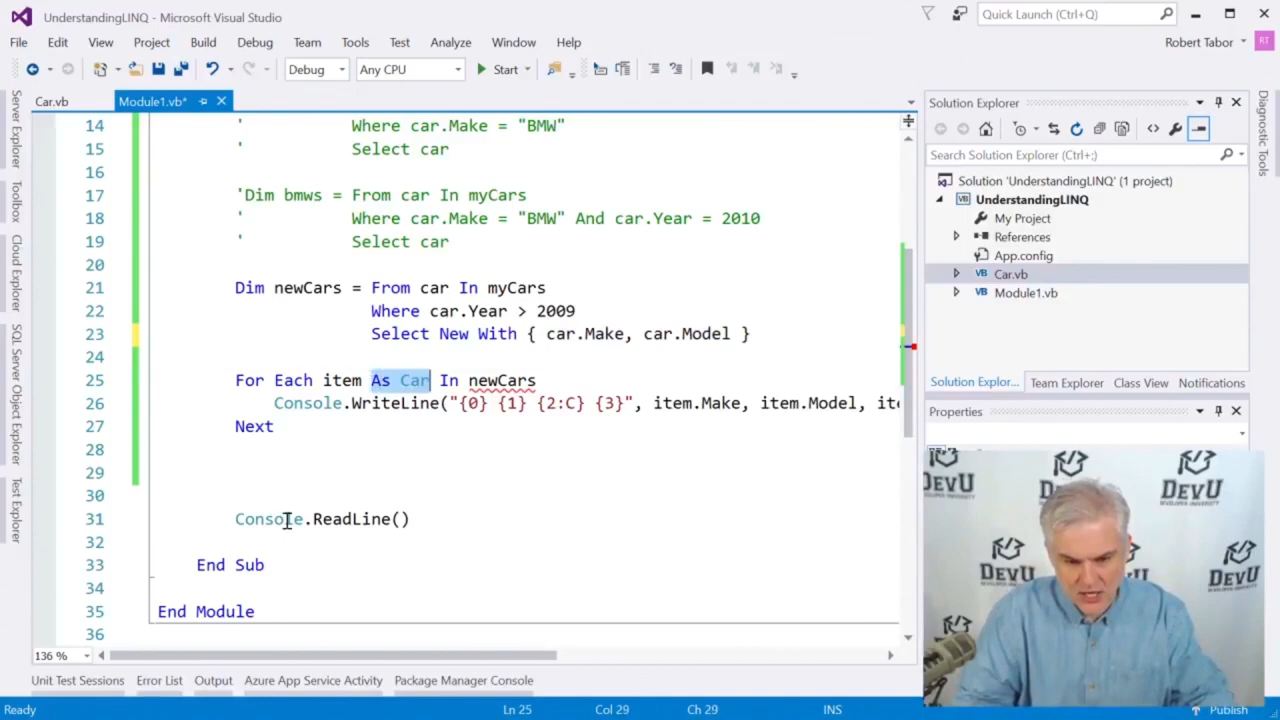 UnderstandingLINQ - Microsoft Visual Studio
Quick Launch (Ctrl+Q)
File Edit View Project Build Debug Team Tools Test Analyze Window Help
Robert Tabor RT
Debug Any CPU Start
Car.vb Module1.vb*
Server Explorer
Toolbox
Cloud Explorer
SQL Server Object Explorer
Test Explorer
14 ' Where car.Make = "BMW"
15 ' Select car
16
17 'Dim bmws = From car In myCars
18 ' Where car.Make = "BMW" And car.Year = 2010
19 ' Select car
20
21 Dim newCars = From car In myCars
22 Where car.Year > 2009
23 Select New With { car.Make, car.Model }
24
25 For Each item As Car In newCars
26 Console.WriteLine("{0} {1} {2:C} {3}", item.Make, item.Model, ite
27 Next
28
29
30
31 Console.ReadLine()
32
33 End Sub
34
35 End Module
36
136 %
Solution Explorer
Search Solution Explorer (Ctrl+;)
Solution 'UnderstandingLINQ' (1 project)
UnderstandingLINQ
My Project
References
App.config
VB Car.vb
VB Module1.vb
Solution Explor... Team Explorer Class View Notifications
Properties
Diagnostic Tools
DEVU
DEVU
DEVU
DEVU
DEVU
Unit Test Sessions Error List Output Azure App Service Activity Package Manager Console
Ready Ln 25 Col 29 Ch 29 INS Publish